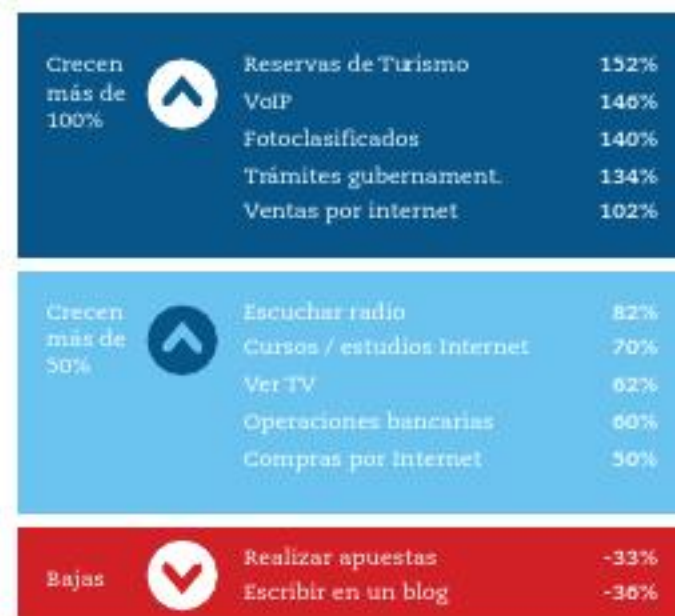 Crecen
más de
100%
Reservas de Turismo 152%
VoIP 146%
Fotoclasificados 140%
Trámites gubernament. 134%
Ventas por internet 102%
Crecen
más de
50%
Escuchar radio 82%
Cursos / estudios Internet 70%
Ver TV 62%
Operaciones bancarias 60%
Compras por Internet 50%
Bajas
Realizar apuestas -33%
Escribir en un blog -36%